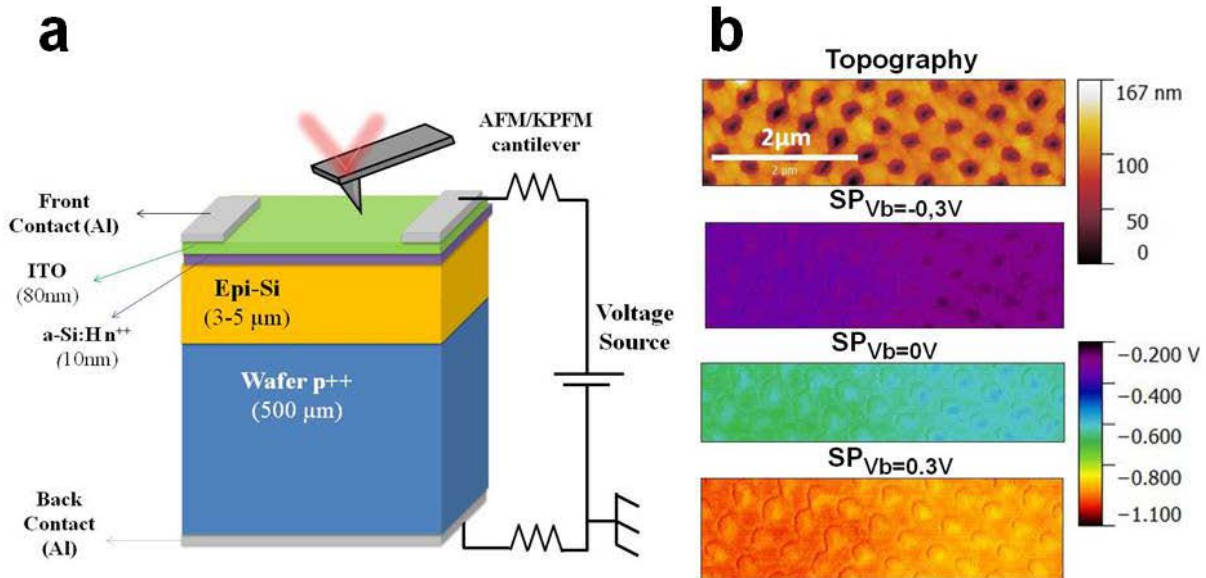 a
AFM/KPFM
cantilever
Front
Contact (Al)
ITO
(80nm)
a-Si:H n++
(10nm)
Epi-Si
(3-5 µm)
Wafer p++
(500 µm)
Voltage
Source
Back
Contact
(Al)
b
Topography
2µm
2 µm
167 nm
100
50
0
SPVb=-0,3V
SPVb=0V
SPVb=0.3V
−0.200 V
−0.400
−0.600
−0.800
−1.100